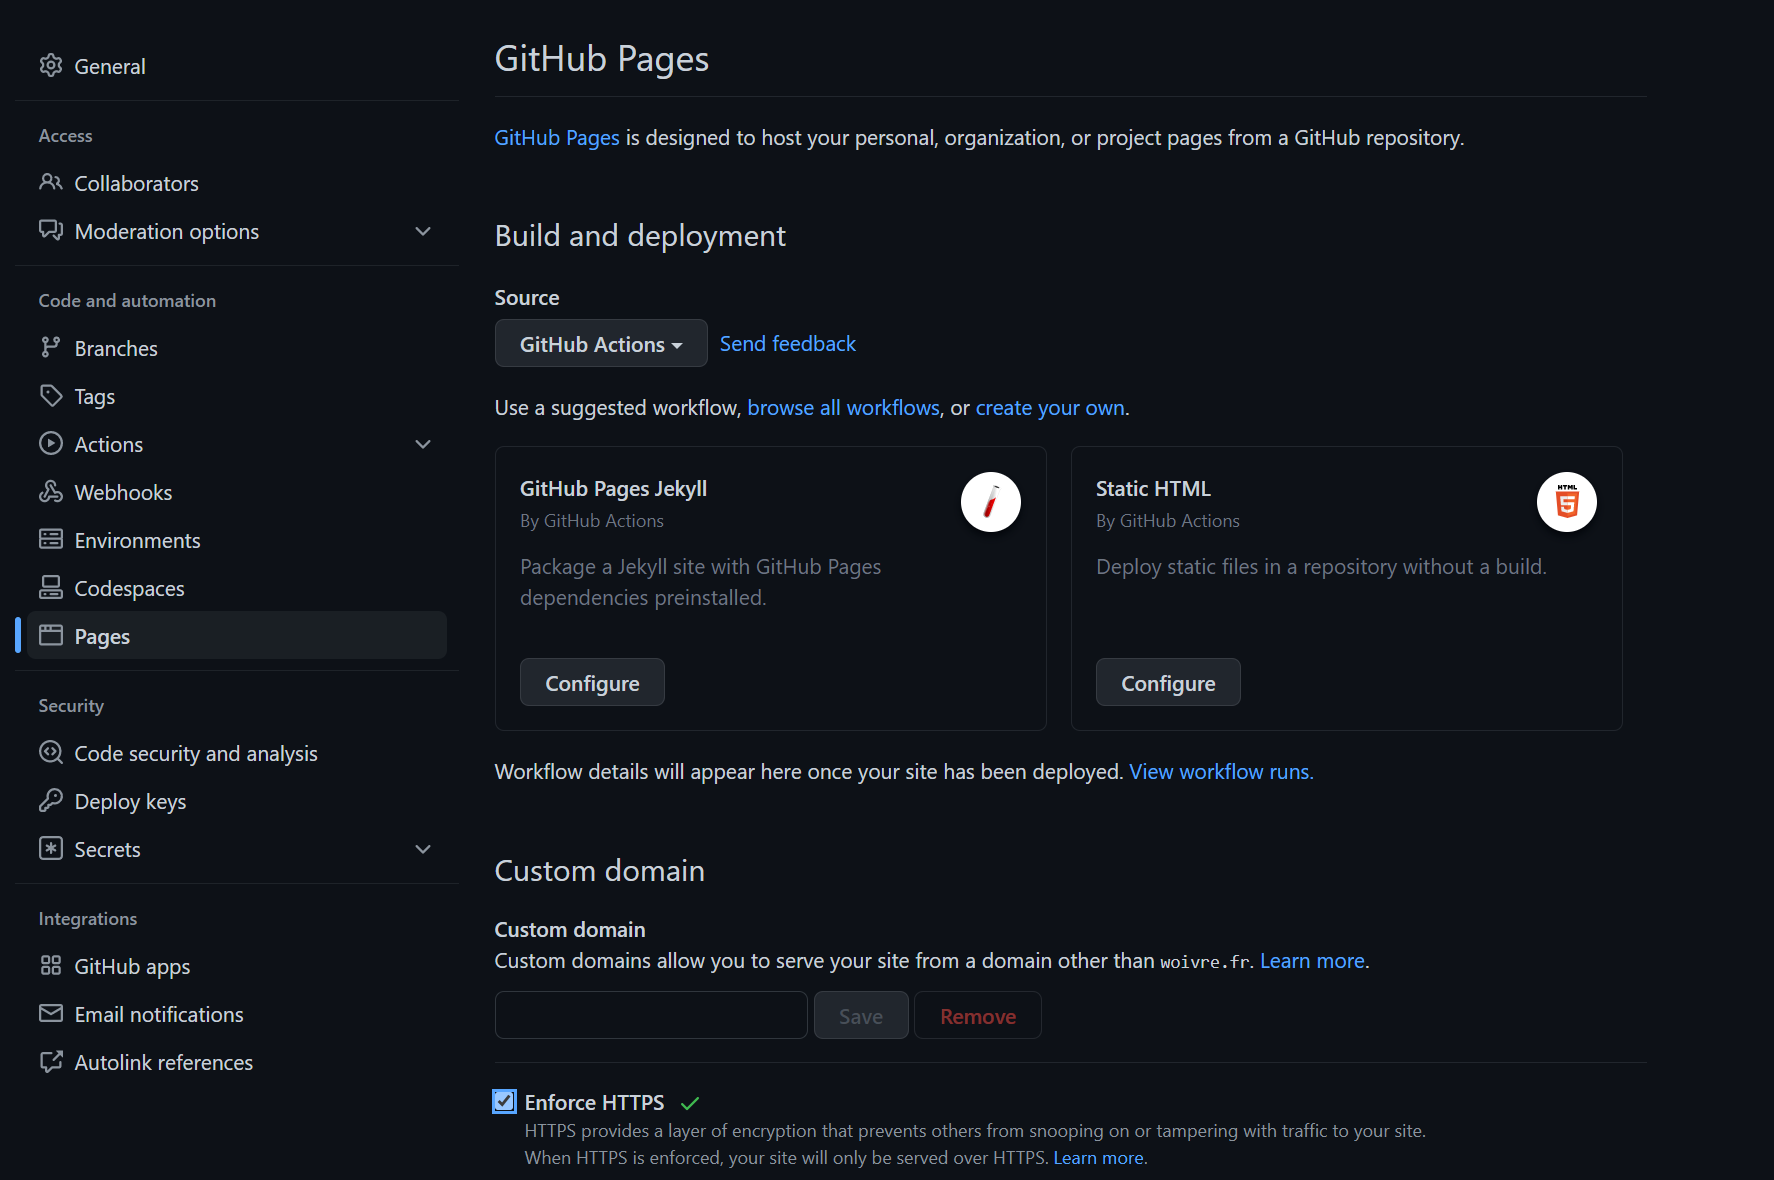 General
Access
Collaborators
Moderation options
Code and automation
Branches
Tags
Actions
Webhooks
Environments
Codespaces
Pages
Security
Code security and analysis
Deploy keys
Secrets
Integrations
GitHub apps
Email notifications
Autolink references
GitHub Pages
GitHub Pages is designed to host your personal, organization, or project pages from a GitHub repository.
Build and deployment
Source
GitHub Actions Send feedback
Use a suggested workflow, browse all workflows, or create your own.
GitHub Pages Jekyll
By GitHub Actions
Package a Jekyll site with GitHub Pages
dependencies preinstalled.
Configure
Static HTML
HTML
5
By GitHub Actions
Deploy static files in a repository without a build.
Configure
Workflow details will appear here once your site has been deployed. View workflow runs.
Custom domain
Custom domain
Custom domains allow you to serve your site from a domain other than woivre.fr. Learn more.
Save Remove
Enforce HTTPS
HTTPS provides a layer of encryption that prevents others from snooping on or tampering with traffic to your site.
When HTTPS is enforced, your site will only be served over HTTPS. Learn more.